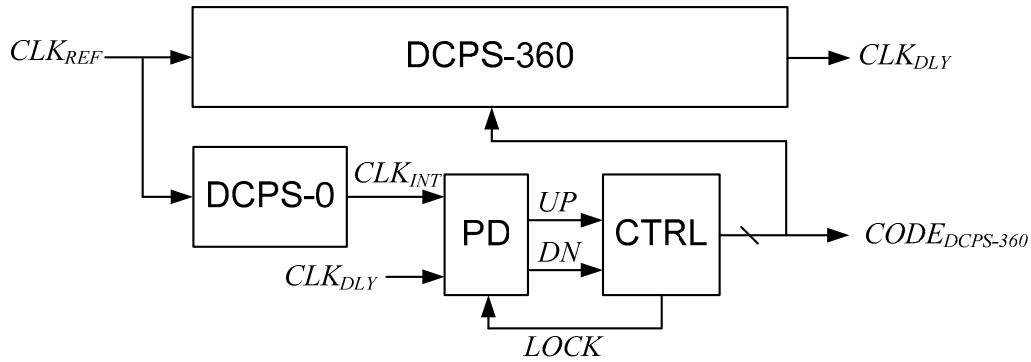 CLK_REF
DCPS-360
CLK_DLY
DCPS-0
CLK_INT
PD
UP
DN
CTRL
CODE_DCPS-360
CLK_DLY
LOCK